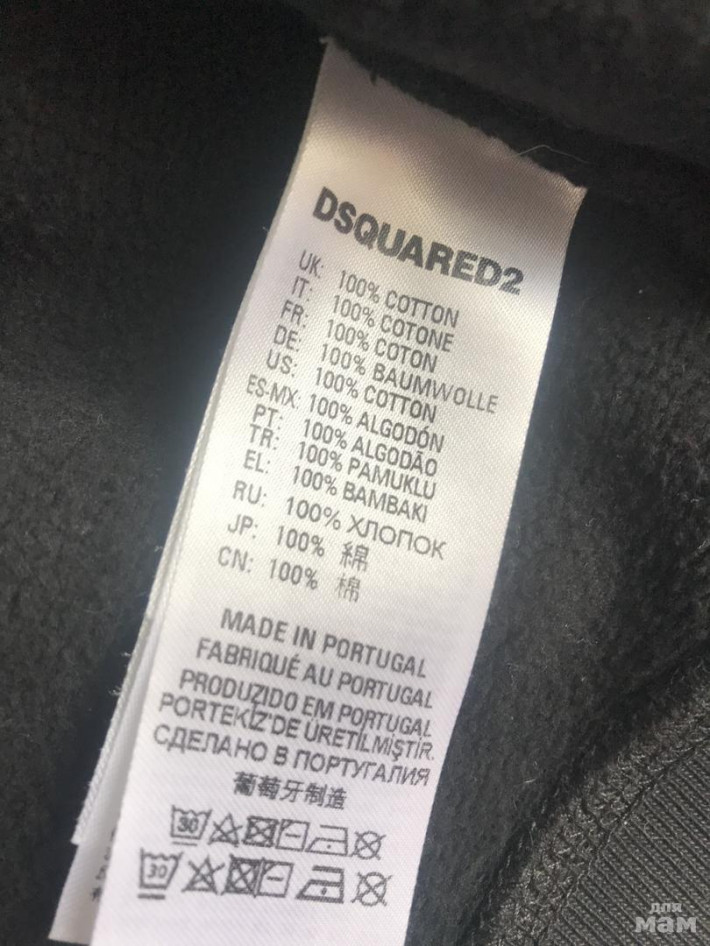 DSQUARED2
UK: 100% COTTON
IT: 100% COTONE
FR: 100% COTON
DE: 100% BAUMWOLLE
US: 100% COTTON
ES-MX: 100% ALGODÓN
PT: 100% ALGODÃO
TR: 100% PAMUKLU
EL: 100% BAMBAKI
RU: 100% ХЛОПОК
JP: 100% 綿
CN: 100% 棉
MADE IN PORTUGAL
FABRIQUÉ AU PORTUGAL
PRODUZIDO EM PORTUGAL
PORTEKİZ'DE ÜRETİLMİŞTİR.
СДЕЛАНО В ПОРТУГАЛИЯ
葡萄牙制造
30
30
для
мам